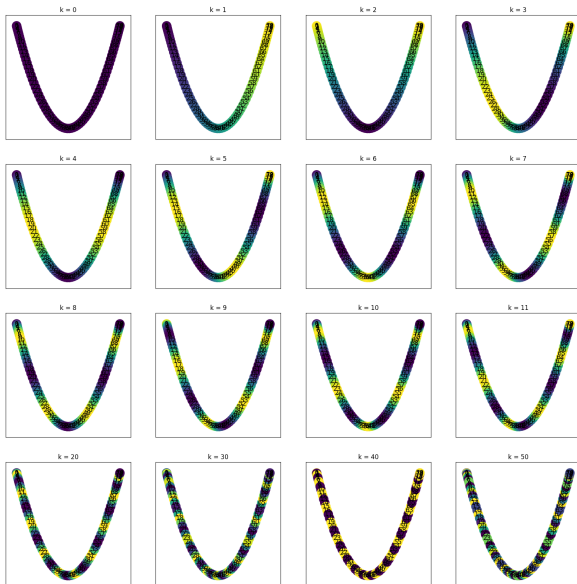 k = 0
k = 1
k = 2
k = 3
k = 4
k = 5
k = 6
k = 7
k = 8
k = 9
k = 10
k = 11
k = 20
k = 30
k = 40
k = 50